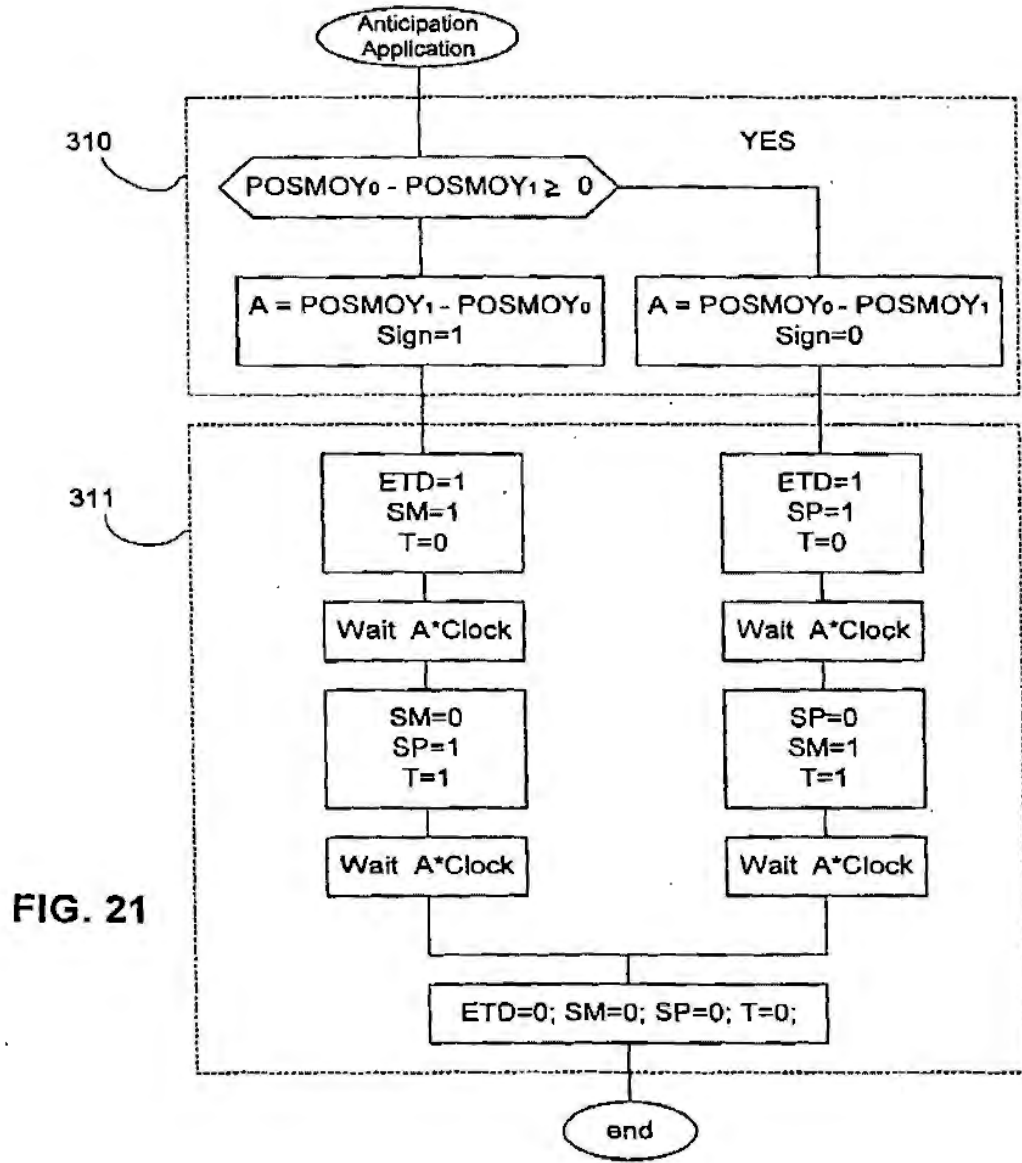 Anticipation
Application
310
YES
POSMOY₀ - POSMOY₁ ≥ 0
A = POSMOY₁ - POSMOY₀
Sign=1
A = POSMOY₀ - POSMOY₁
Sign=0
311
ETD=1
SM=1
T=0
ETD=1
SP=1
T=0
Wait A*Clock
Wait A*Clock
SM=0
SP=1
T=1
SP=0
SM=1
T=1
Wait A*Clock
Wait A*Clock
FIG. 21
ETD=0; SM=0; SP=0; T=0;
end